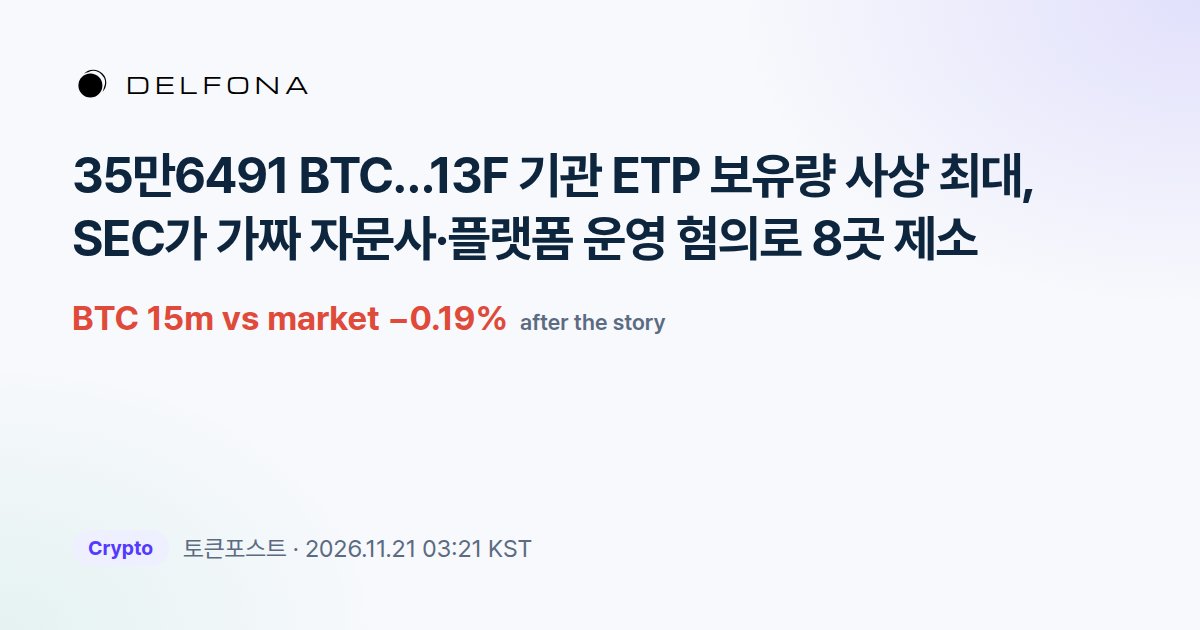 DELFONA
35만6491 BTC…13F 기관 ETP 보유량 사상 최대,
SEC가 가짜 자문사·플랫폼 운영 혐의로 8곳 제소
BTC 15m vs market −0.19% after the story
Crypto 토큰포스트 · 2026.11.21 03:21 KST